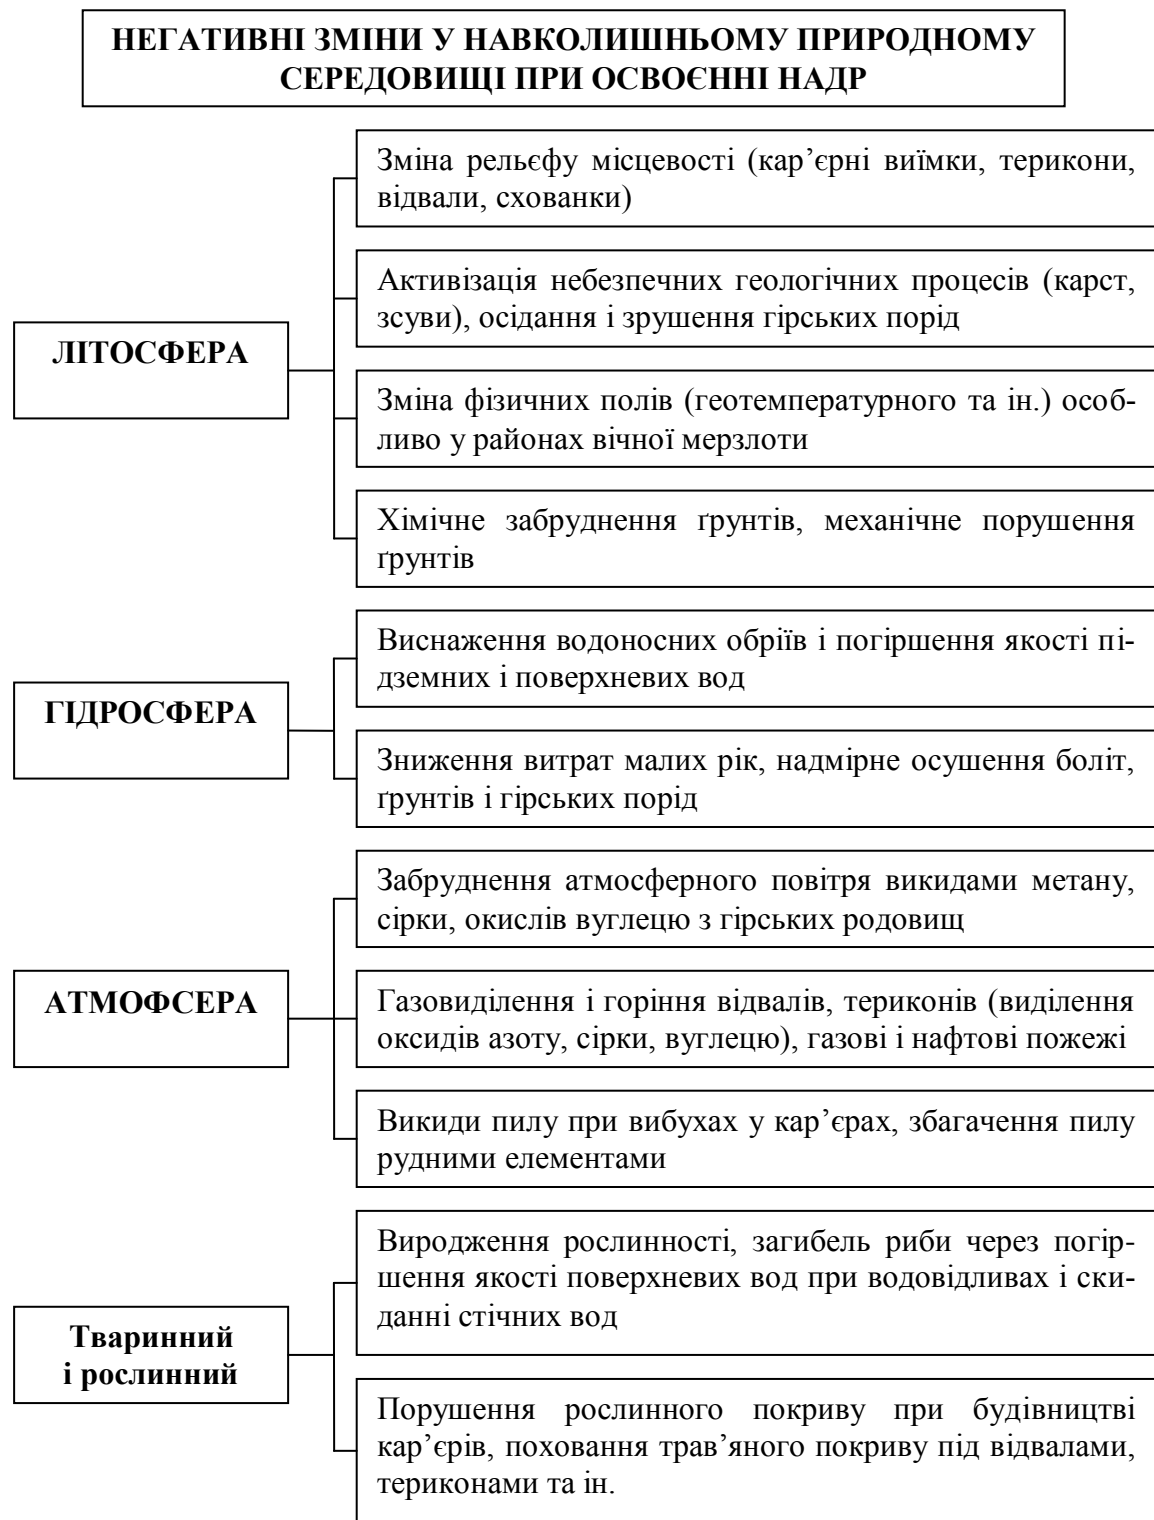 НЕГАТИВНІ ЗМІНИ У НАВКОЛИШНЬОМУ ПРИРОДНОМУ
СЕРЕДОВИЩІ ПРИ ОСВОЄННІ НАДР
ЛІТОСФЕРА
Зміна рельєфу місцевості (кар’єрні виїмки, терикони,
відвали, схованки)
Активізація небезпечних геологічних процесів (карст,
зсуви), осідання і зрушення гірських порід
Зміна фізичних полів (геотемпературного та ін.) особ-
ливо у районах вічної мерзлоти
Хімічне забруднення ґрунтів, механічне порушення
ґрунтів
ГІДРОСФЕРА
Виснаження водоносних обріїв і погіршення якості пі-
дземних і поверхневих вод
Зниження витрат малих рік, надмірне осушення боліт,
ґрунтів і гірських порід
АТМОФСЕРА
Забруднення атмосферного повітря викидами метану,
сірки, окислів вуглецю з гірських родовищ
Газовиділення і горіння відвалів, териконів (виділення
оксидів азоту, сірки, вуглецю), газові і нафтові пожежі
Викиди пилу при вибухах у кар’єрах, збагачення пилу
рудними елементами
Тваринний
і рослинний
Виродження рослинності, загибель риби через погір-
шення якості поверхневих вод при водовідливах і ски-
данні стічних вод
Порушення рослинного покриву при будівництві
кар’єрів, поховання трав’яного покриву під відвалами,
териконами та ін.